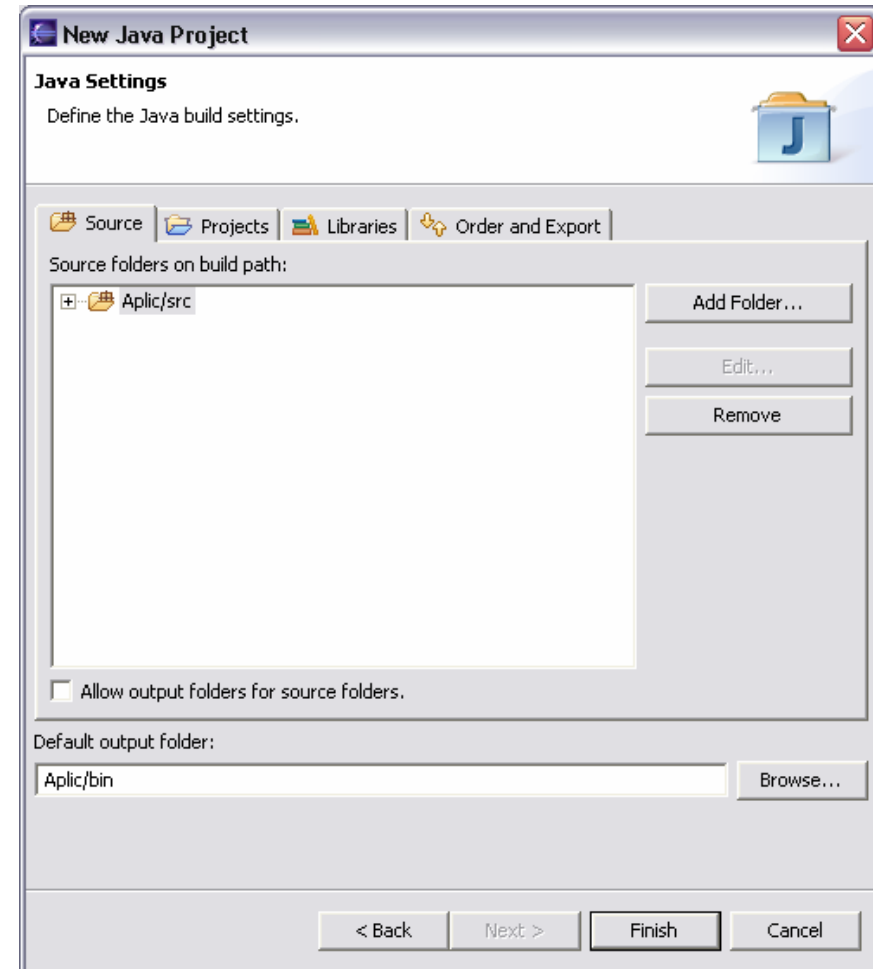 New Java Project
Java Settings
Define the Java build settings.
Source Projects Libraries Order and Export
Source folders on build path:
Aplic/src
Add Folder...
Edit...
Remove
Allow output folders for source folders.
Default output folder:
Aplic/bin
Browse...
< Back Next > Finish Cancel